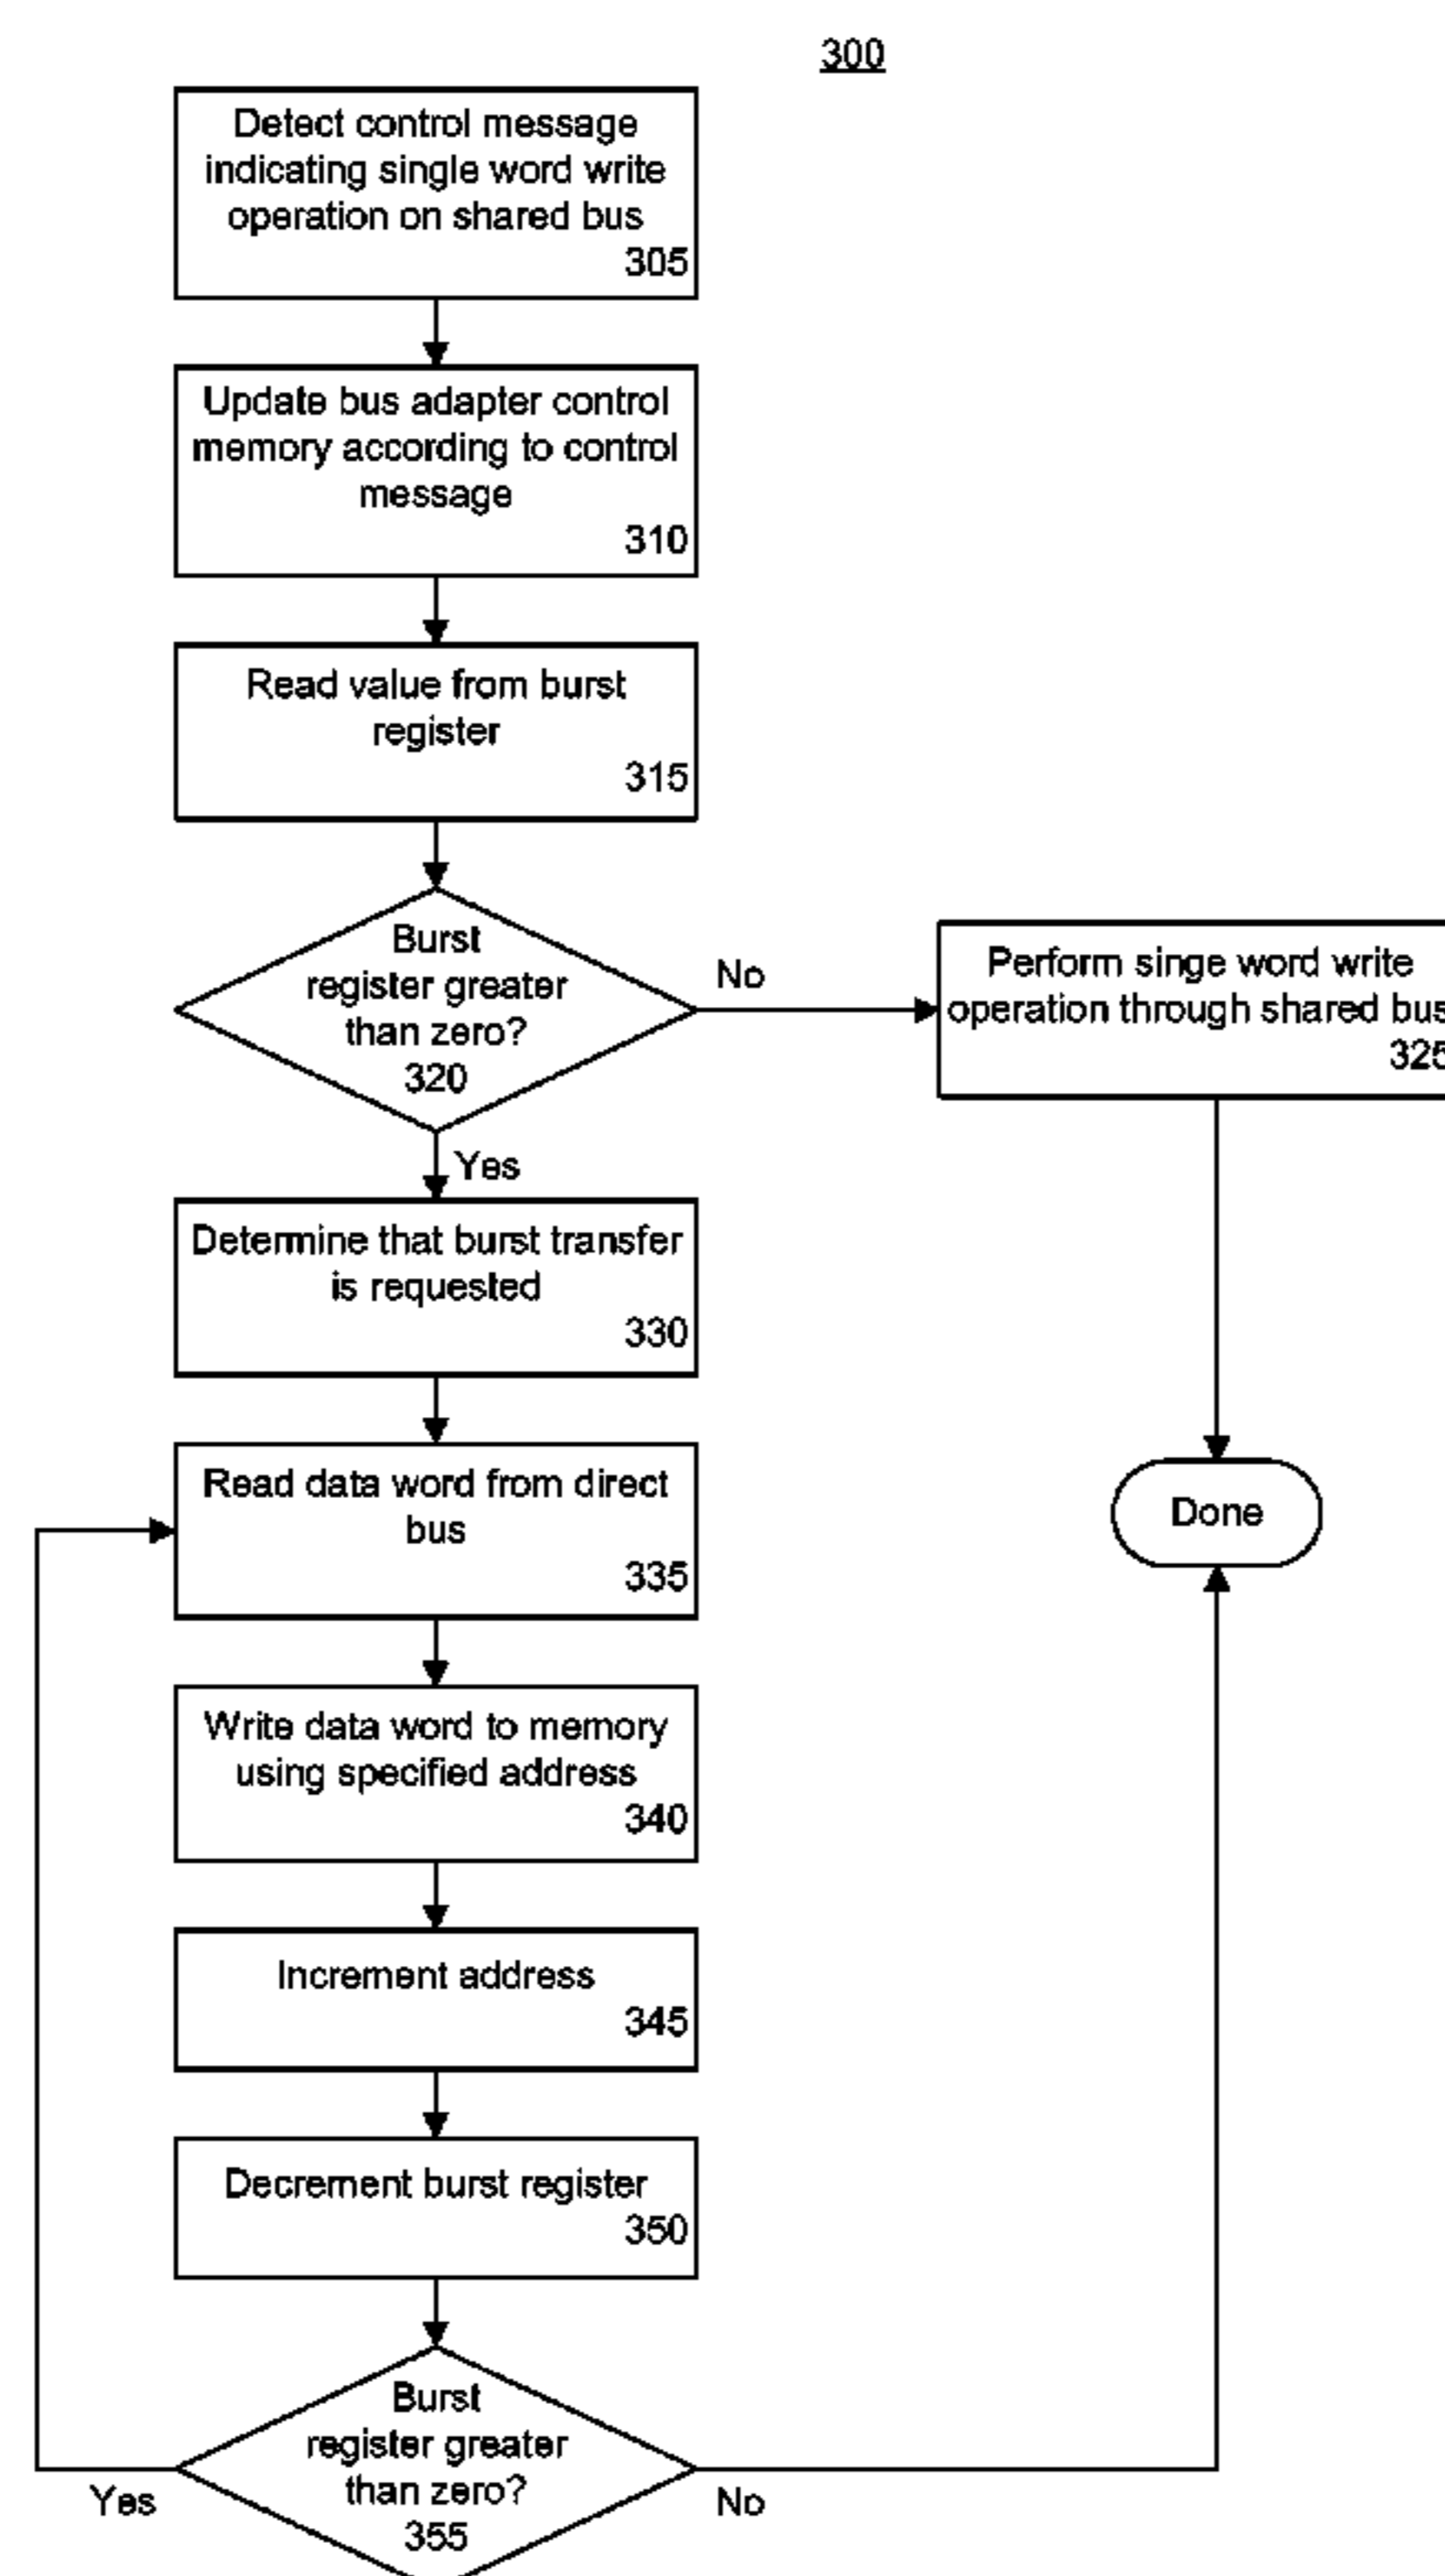 300
Detect control message
indicating single word write
operation on shared bus
305
Update bus adapter control
memory according to control
message
310
Read value from burst
register
315
Burst
register greater
than zero?
320
No
Perform singe word write
operation through shared bus
325
Yes
Determine that burst transfer
is requested
330
Read data word from direct
bus
335
Done
Write data word to memory
using specified address
340
Increment address
345
Decrement burst register
350
Burst
register greater
than zero?
355
Yes
No